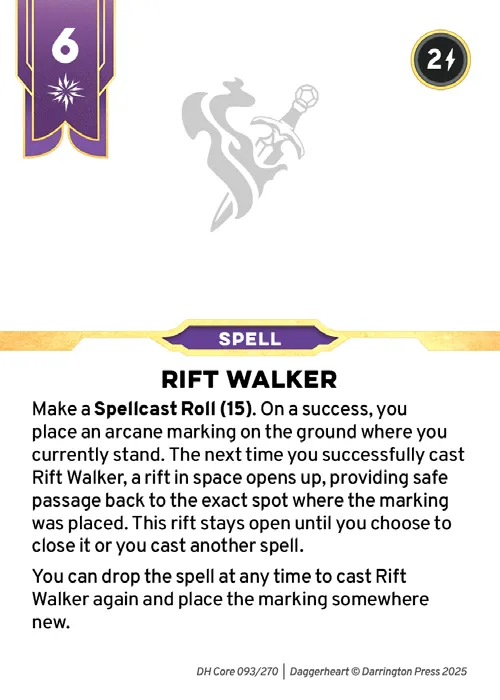 6
2
SPELL
RIFT WALKER
Make a Spellcast Roll (15). On a success, you
place an arcane marking on the ground where you
currently stand. The next time you successfully cast
Rift Walker, a rift in space opens up, providing safe
passage back to the exact spot where the marking
was placed. This rift stays open until you choose to
close it or you cast another spell.
You can drop the spell at any time to cast Rift
Walker again and place the marking somewhere
new.
DH Core 093/270 | Daggerheart © Darrington Press 2025